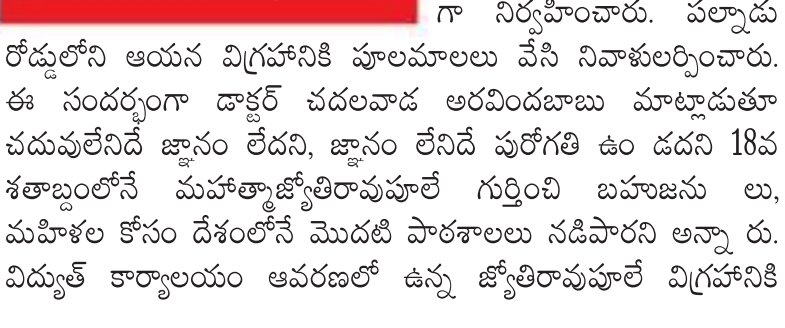 గా నిర్వహించారు. పల్నాడు
రోడ్డులోని ఆయన విగ్రహానికి పూలమాలలు వేసి నివాళులర్పించారు.
ఈ సందర్భంగా డాక్టర్ చదలవాడ అరవిందబాబు మాట్లాడుతూ
చదువులేనిదే జ్ఞానం లేదని, జ్ఞానం లేనిదే పురోగతి ఉం డదని 18వ
శతాబ్దంలోనే మహాత్మాజ్యోతిరావుపూలే గుర్తించి బహుజను లు,
మహిళల కోసం దేశంలోనే మొదటి పాఠశాలలు నడిపారని అన్నా రు.
విద్యుత్ కార్యాలయం ఆవరణలో ఉన్న జ్యోతిరావుపూలే విగ్రహానికి